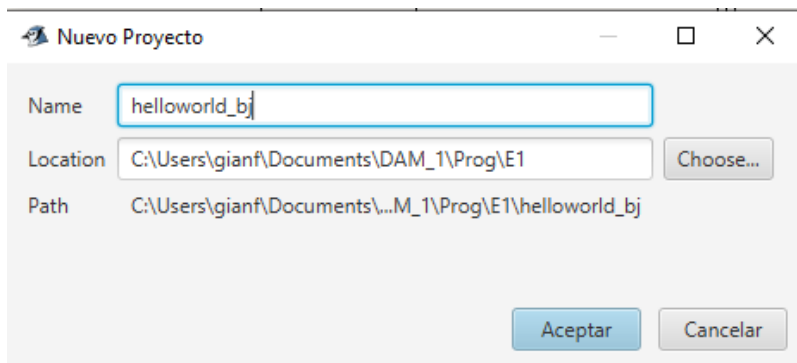 Nuevo Proyecto
Name helloworld_bj
Location C:\Users\gianf\Documents\DAM_1\Prog\E1 Choose...
Path C:\Users\gianf\Documents\...M_1\Prog\E1\helloworld_bj
Aceptar Cancelar